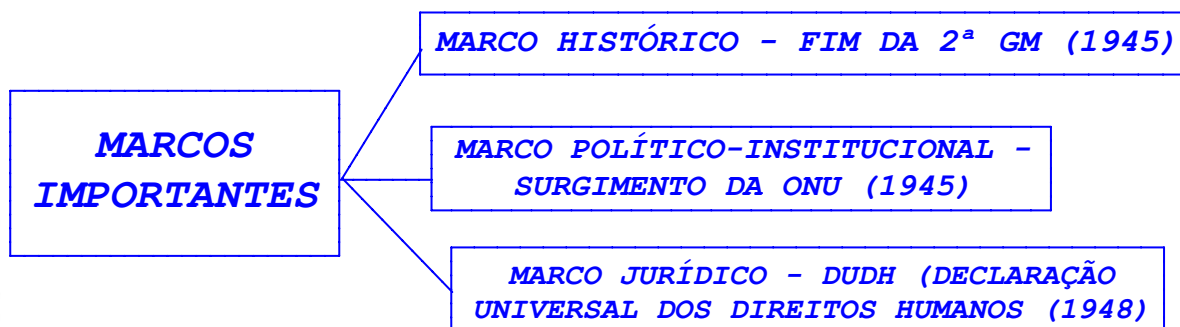 MARCOS
IMPORTANTES
MARCO HISTÓRICO - FIM DA 2ª GM (1945)
MARCO POLÍTICO-INSTITUCIONAL -
SURGIMENTO DA ONU (1945)
MARCO JURÍDICO - DUDH (DECLARAÇÃO
UNIVERSAL DOS DIREITOS HUMANOS (1948)